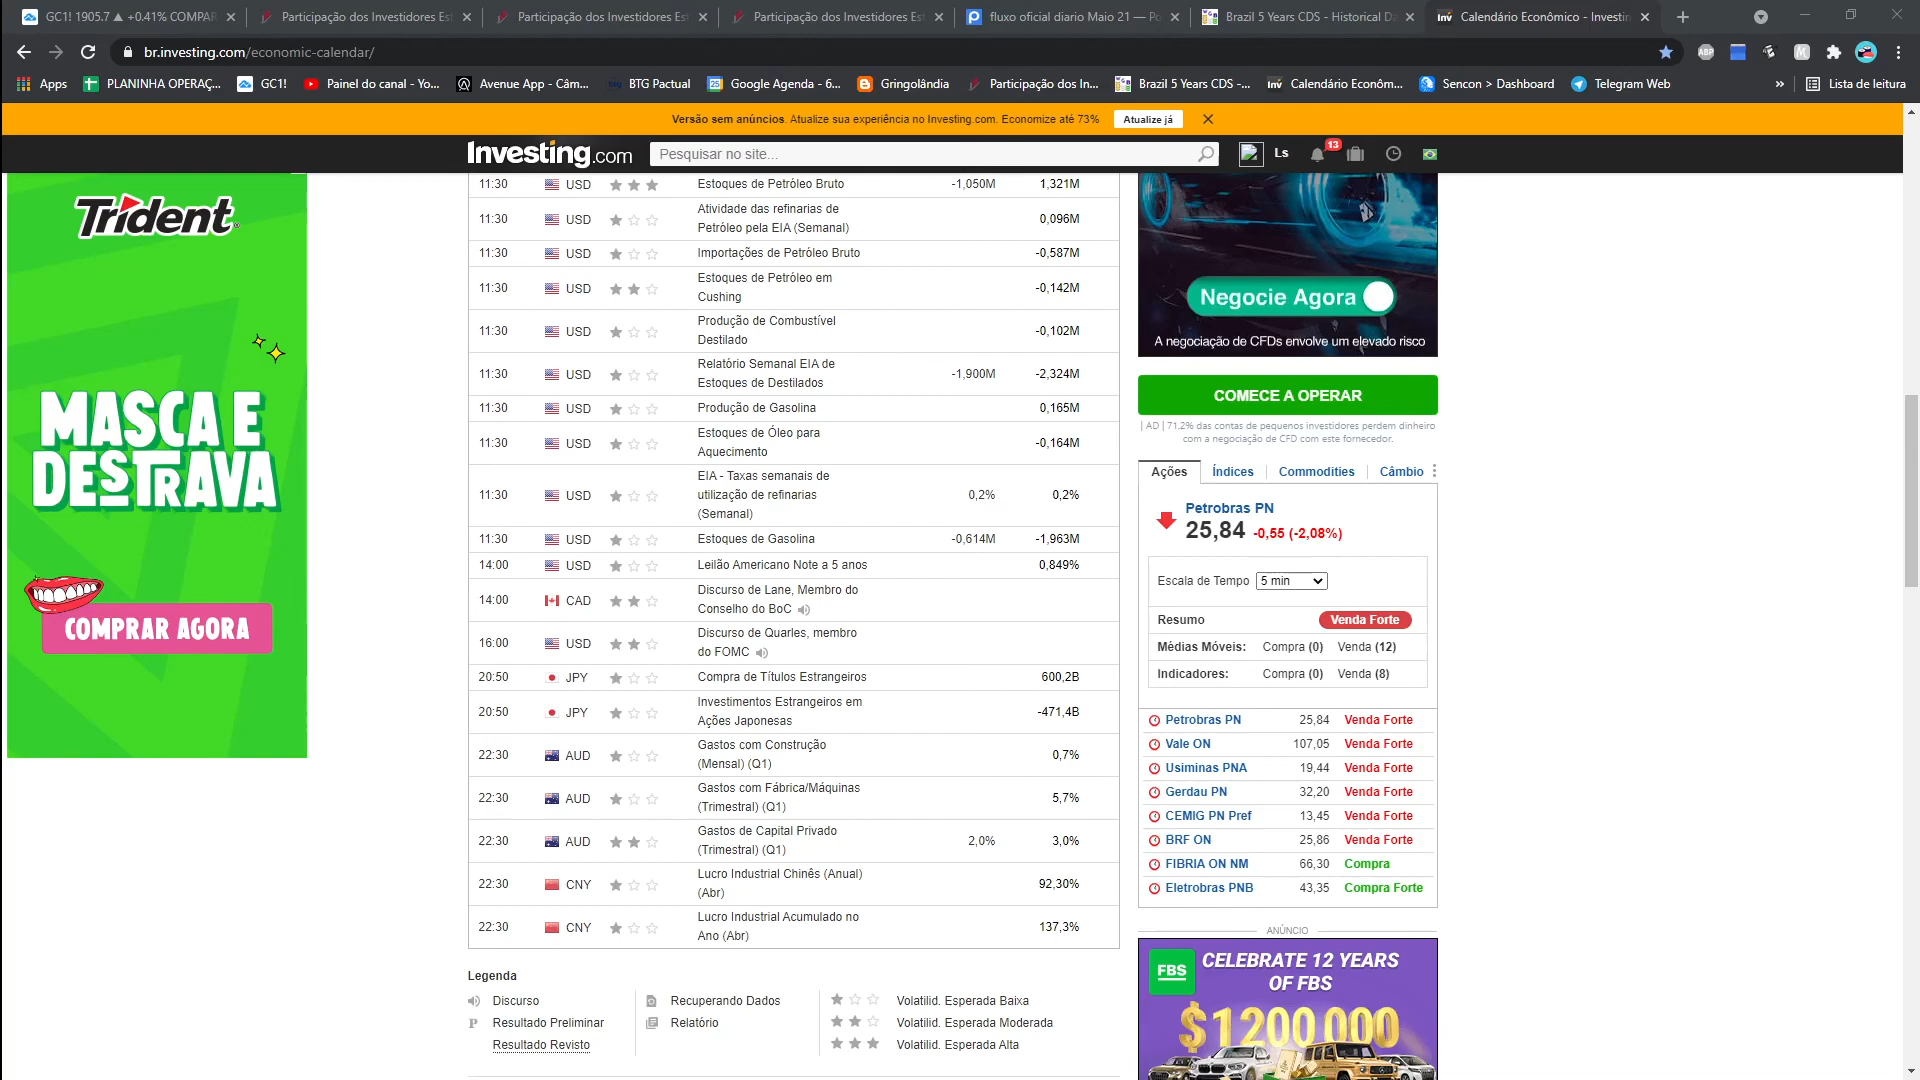 GC1! 1905.7 ▲ +0.41% COMPAR
Participação dos Investidores Es
Participação dos Investidores Es
Participação dos Investidores Es
fluxo oficial diario Maio 21 — Po
Brazil 5 Years CDS - Historical Da
Calendário Econômico - Investin
br.investing.com/economic-calendar/
ABP
M
Apps
PLANINHA OPERAÇ...
GC1!
Painel do canal - Yo...
Avenue App - Câm...
BTG Pactual
Google Agenda - 6...
Gringolândia
Participação dos In...
Brazil 5 Years CDS -...
Calendário Econôm...
Sencon > Dashboard
Telegram Web
»
Lista de leitura
Versão sem anúncios. Atualize sua experiência no Investing.com. Economize até 73%
Atualize já
Investing.com
Pesquisar no site...
Ls
13
Trident
MASCA E
DESTRAVA
COMPRAR AGORA
11:30 USD Estoques de Petróleo Bruto -1,050M 1,321M
11:30 USD Atividade das refinarias de
Petróleo pela EIA (Semanal) 0,096M
11:30 USD Importações de Petróleo Bruto -0,587M
11:30 USD Estoques de Petróleo em
Cushing -0,142M
11:30 USD Produção de Combustível
Destilado -0,102M
11:30 USD Relatório Semanal EIA de
Estoques de Destilados -1,900M -2,324M
11:30 USD Produção de Gasolina 0,165M
11:30 USD Estoques de Óleo para
Aquecimento -0,164M
11:30 USD EIA - Taxas semanais de
utilização de refinarias
(Semanal) 0,2% 0,2%
11:30 USD Estoques de Gasolina -0,614M -1,963M
14:00 USD Leilão Americano Note a 5 anos 0,849%
14:00 CAD Discurso de Lane, Membro do
Conselho do BoC
16:00 USD Discurso de Quarles, membro
do FOMC
20:50 JPY Compra de Títulos Estrangeiros 600,2B
20:50 JPY Investimentos Estrangeiros em
Ações Japonesas -471,4B
22:30 AUD Gastos com Construção
(Mensal) (Q1) 0,7%
22:30 AUD Gastos com Fábrica/Máquinas
(Trimestral) (Q1) 5,7%
22:30 AUD Gastos de Capital Privado
(Trimestral) (Q1) 2,0% 3,0%
22:30 CNY Lucro Industrial Chinês (Anual)
(Abr) 92,30%
22:30 CNY Lucro Industrial Acumulado no
Ano (Abr) 137,3%
Legenda
Discurso
P Resultado Preliminar
Resultado Revisto
Recuperando Dados
Relatório
Volatilid. Esperada Baixa
Volatilid. Esperada Moderada
Volatilid. Esperada Alta
Negocie Agora
A negociação de CFDs envolve um elevado risco
COMECE A OPERAR
| AD | 71.2% das contas de pequenos investidores perdem dinheiro
com a negociação de CFD com este fornecedor.
Ações Índices Commodities Câmbio
Petrobras PN
25,84 -0,55 (-2,08%)
Escala de Tempo 5 min
Resumo Venda Forte
Médias Móveis: Compra (0) Venda (12)
Indicadores: Compra (0) Venda (8)
Petrobras PN 25,84 Venda Forte
Vale ON 107,05 Venda Forte
Usiminas PNA 19,44 Venda Forte
Gerdau PN 32,20 Venda Forte
CEMIG PN Pref 13,45 Venda Forte
BRF ON 25,86 Venda Forte
FIBRIA ON NM 66,30 Compra
Eletrobras PNB 43,35 Compra Forte
ANÚNCIO
FBS
CELEBRATE 12 YEARS
OF FBS
$1 200 000